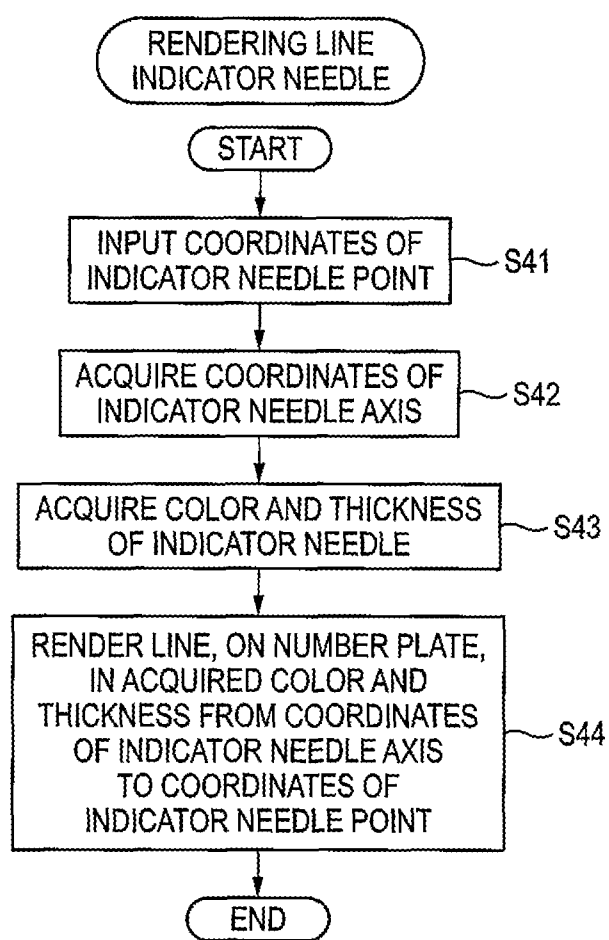 RENDERING LINE
INDICATOR NEEDLE
START
INPUT COORDINATES OF
INDICATOR NEEDLE POINT
S41
ACQUIRE COORDINATES OF
INDICATOR NEEDLE AXIS
S42
ACQUIRE COLOR AND THICKNESS
OF INDICATOR NEEDLE
S43
RENDER LINE, ON NUMBER PLATE,
IN ACQUIRED COLOR AND
THICKNESS FROM COORDINATES
OF INDICATOR NEEDLE AXIS
TO COORDINATES OF
INDICATOR NEEDLE POINT
S44
END